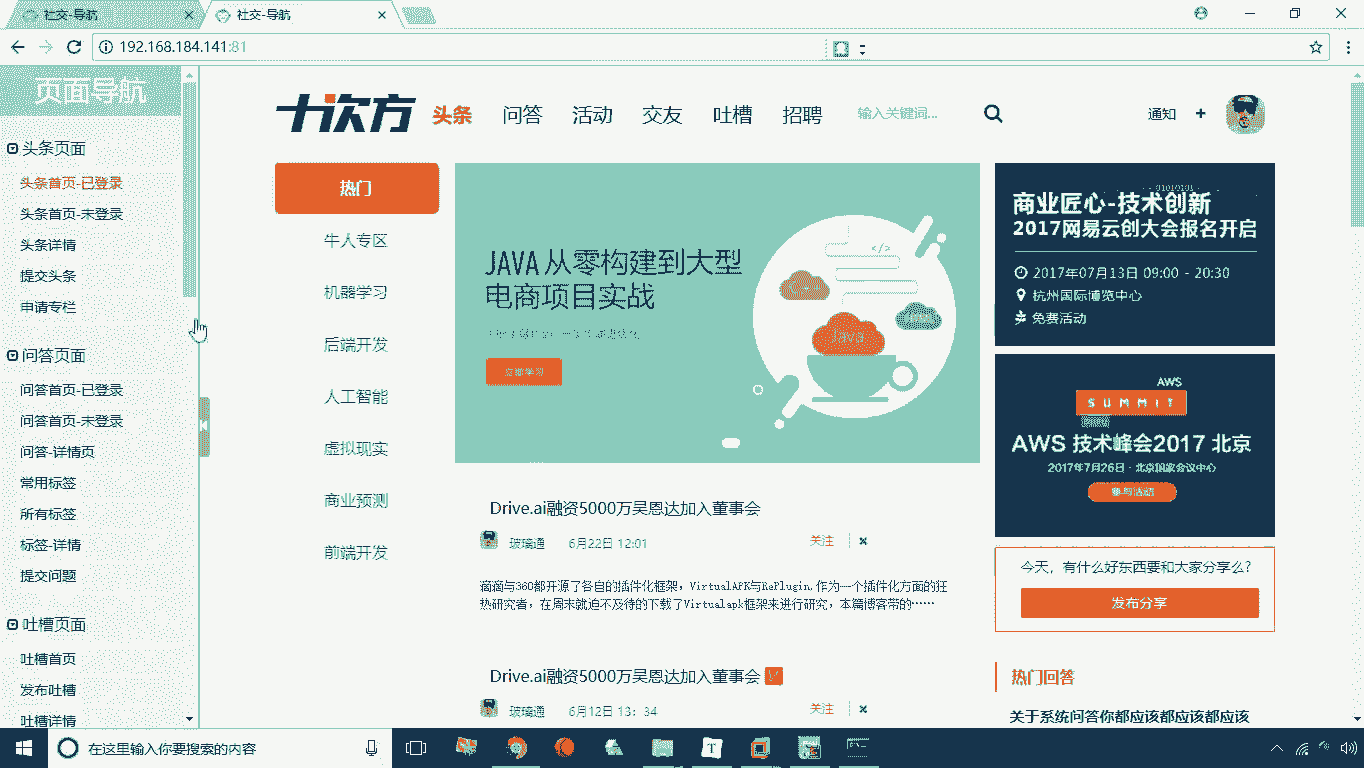 社交-导航
社交-导航
192.168.184.141:81
页面导航
头条页面
头条首页-已登录
头条首页-未登录
头条详情
提交头条
申请专栏
问答页面
问答首页-已登录
问答首页-未登录
问答-详情页
常用标签
所有标签
标签-详情
提交问题
吐槽页面
吐槽首页
发布吐槽
吐槽详情
十次方
头条 问答 活动 交友 吐槽 招聘 输入关键词...
通知 +
热门
牛人专区
机器学习
后端开发
人工智能
虚拟现实
商业预测
前端开发
JAVA 从零构建到大型
电商项目实战
立即学习
</>
Java
Drive.ai融资5000万吴恩达加入董事会
玻璃通 6月22日 12:01 关注
滴滴与360都开源了各自的插件化框架，VirtualAPK与RePlugin,作为一个插件化方面的狂
热研究者，在周末就迫不及待的下载了Virtualapk框架来进行研究，本篇博客带的……
Drive.ai融资5000万吴恩达加入董事会
玻璃通 6月12日 13：34 关注
01010101
商业匠心-技术创新
2017网易云创大会报名开启
2017年07月13日 09:00 - 20:30
杭州国际博览中心
免费活动
AWS
SUMMIT
AWS 技术峰会2017 北京
2017年7月26日 · 北京国家会议中心
参与活动
今天，有什么好东西要和大家分享么?
发布分享
热门回答
关于系统问答你都应该都应该都应该
在这里输入你要搜索的内容
T